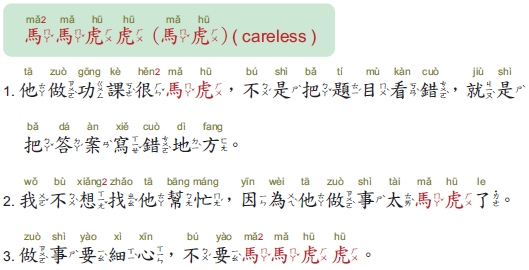 mǎ2 mǎ hū hū mǎ hū
馬馬虎虎（馬虎）( careless )
tā zuò gōng kè hěn2 mǎ hū bú shì bǎ tí mù kàn cuò jiù shì
1. 他做功課很馬虎，不是把題目看錯，就是
bǎ dá àn xiě cuò dì fang
把答案寫錯地方。
wǒ bù xiǎng2 zhǎo tā bāng máng yīn wèi tā zuò shì tài mǎ hū le
2. 我不想找他幫忙，因為他做事太馬虎了。
zuò shì yào xì xīn bú yào mǎ2 mǎ hū hū
3. 做事要細心，不要馬馬虎虎。